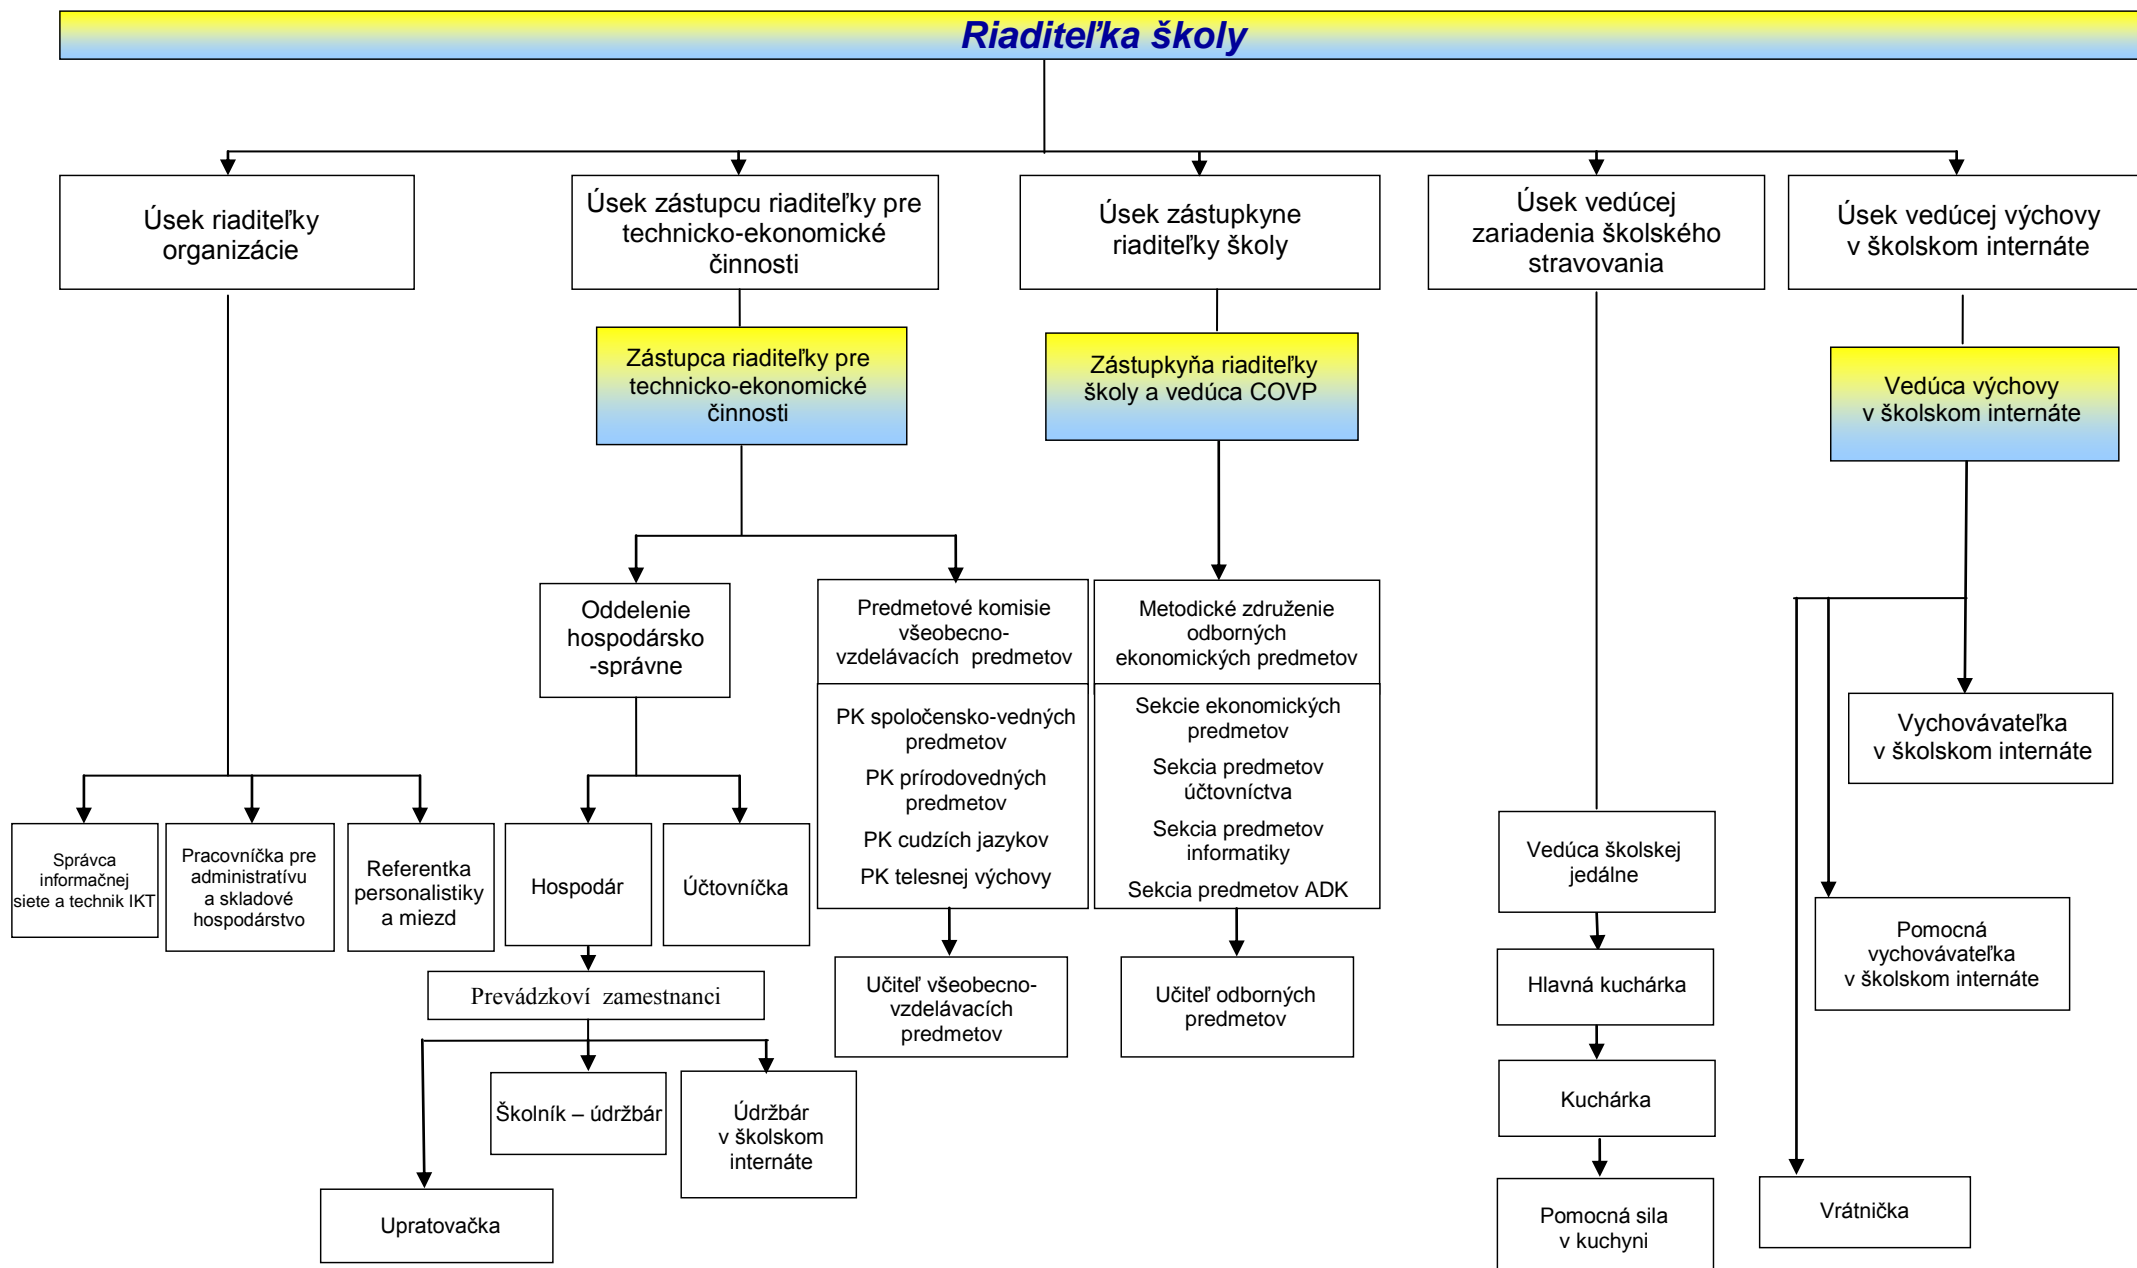 Riaditeľka školy
Úsek riaditeľky
organizácie
Úsek zástupcu riaditeľky pre
technicko-ekonomické
činnosti
Úsek zástupkyne
riaditeľky školy
Úsek vedúcej
zariadenia školského
stravovania
Úsek vedúcej výchovy
v školskom internáte
Zástupca riaditeľky pre
technicko-ekonomické
činnosti
Zástupkyňa riaditeľky
školy a vedúca COVP
Vedúca výchovy
v školskom internáte
Oddelenie
hospodársko
-správne
Predmetové komisie
všeobecno-
vzdelávacích predmetov
Metodické združenie
odborných
ekonomických predmetov
PK spoločensko-vedných
predmetov
PK prírodovedných
predmetov
PK cudzích jazykov
PK telesnej výchovy
Sekcie ekonomických
predmetov
Sekcia predmetov
účtovníctva
Sekcia predmetov
informatiky
Sekcia predmetov ADK
Vychovávateľka
v školskom internáte
Správca
informačnej
siete a technik IKT
Pracovníčka pre
administratívu
a skladové
hospodárstvo
Referentka
personalistiky
a miezd
Hospodár
Účtovníčka
Vedúca školskej
jedálne
Pomocná
vychovávateľka
v školskom internáte
Prevádzkoví zamestnanci
Učiteľ všeobecno-
vzdelávacích
predmetov
Učiteľ odborných
predmetov
Hlavná kuchárka
Školník – údržbár
Údržbár
v školskom
internáte
Kuchárka
Upratovačka
Pomocná sila
v kuchyni
Vrátnička